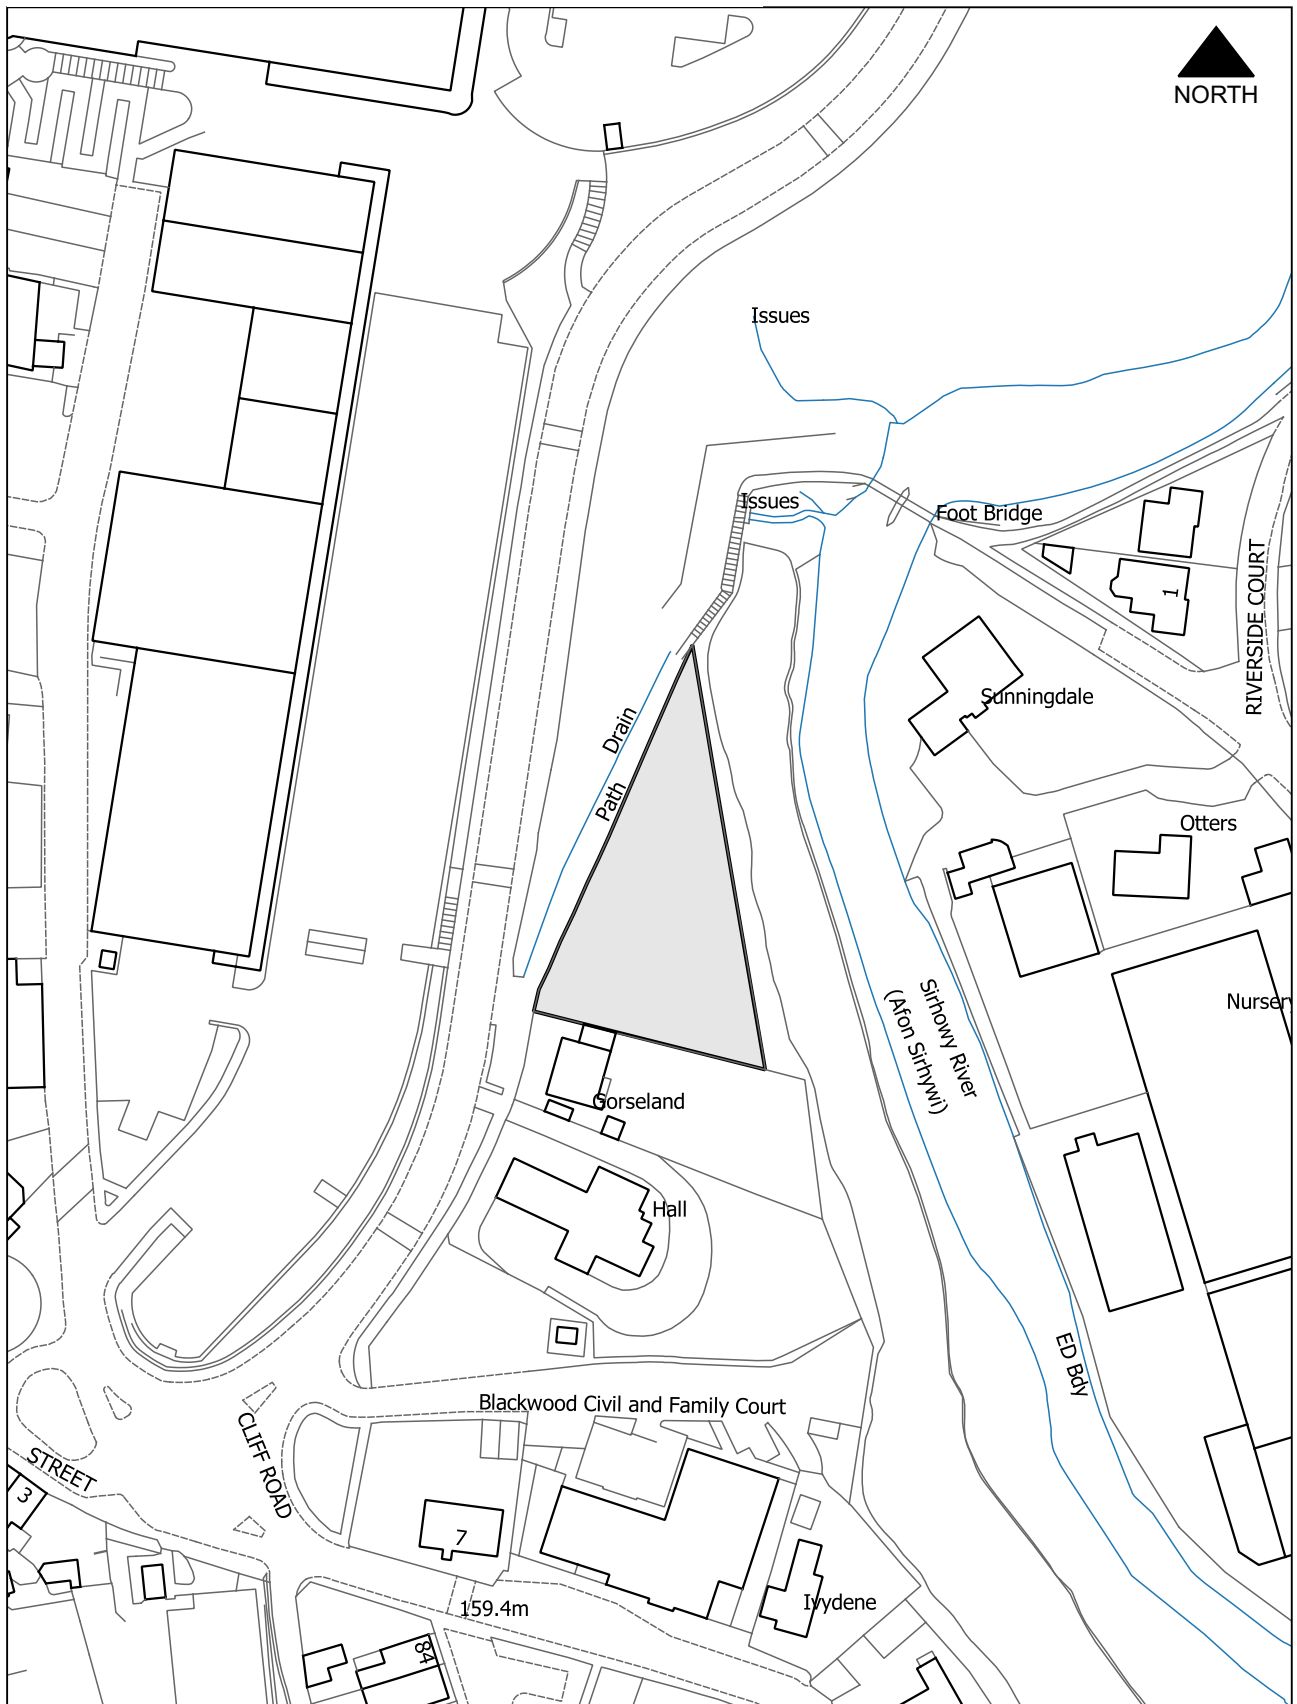 NORTH
Issues
Issues
Foot Bridge
1
RIVERSIDE COURT
Sunningdale
Drain
Path
Otters
Nursery
Sirhowy River
(Afon Sirhywi)
Gorseland
Hall
ED Bdy
Blackwood Civil and Family Court
CLIFF ROAD
STREET
3
7
159.4m
Ivydene
84